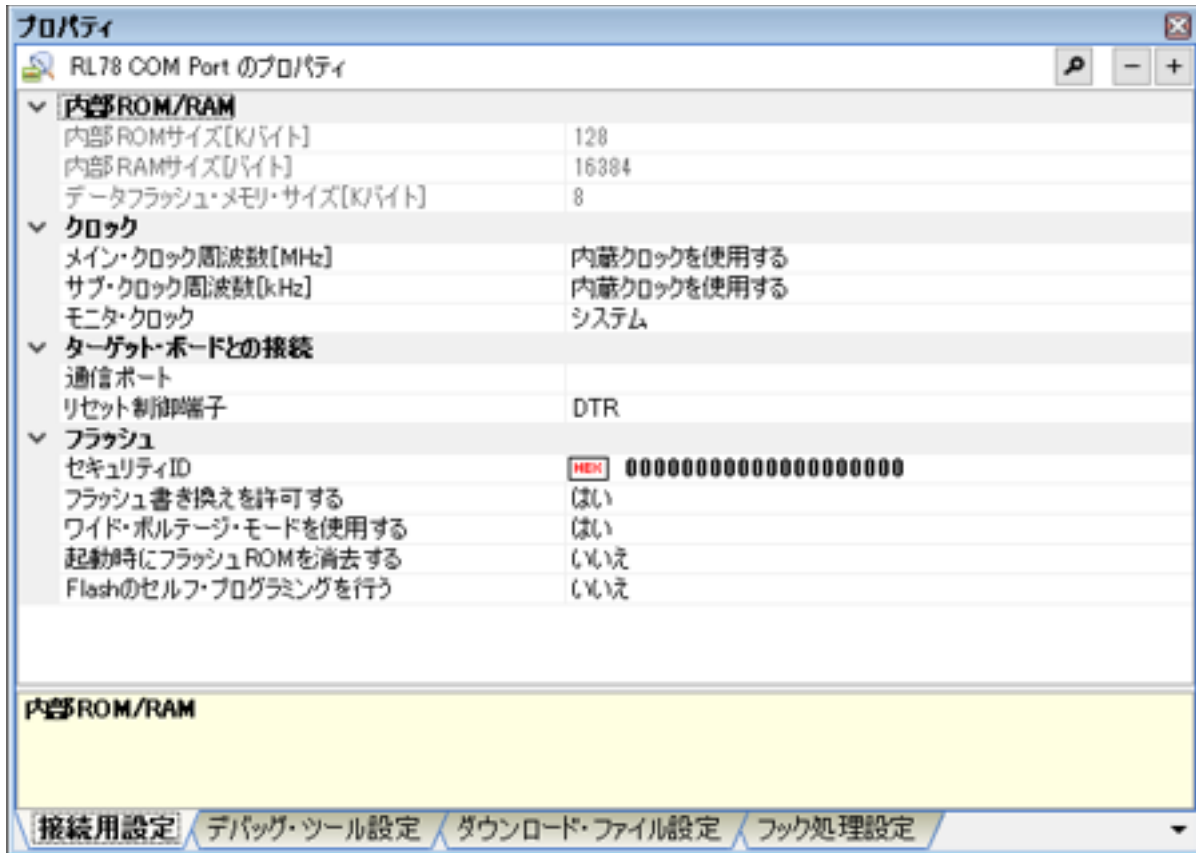 プロパティ
RL78 COM Port のプロパティ
内部ROM/RAM
内部ROMサイズ[Kバイト] 128
内部RAMサイズ[バイト] 16384
データフラッシュ・メモリ・サイズ[Kバイト] 8
クロック
メイン・クロック周波数[MHz] 内蔵クロックを使用する
サブ・クロック周波数[kHz] 内蔵クロックを使用する
モニタ・クロック システム
ターゲット・ボードとの接続
通信ポート
リセット制御端子 DTR
フラッシュ
セキュリティID HEX 00000000000000000000
フラッシュ書き換えを許可する はい
ワイド・ボルテージ・モードを使用する はい
起動時にフラッシュROMを消去する いいえ
Flashのセルフ・プログラミングを行う いいえ
内部ROM/RAM
接続用設定 デバッグ・ツール設定 ダウンロード・ファイル設定 フック処理設定